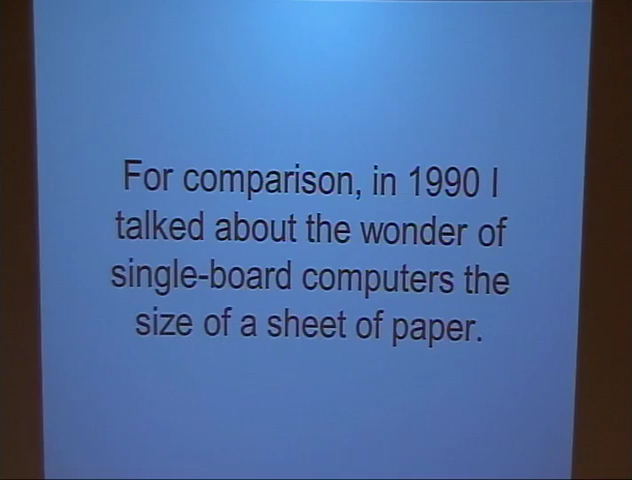 For comparison, in 1990 I
talked about the wonder of
single-board computers the
size of a sheet of paper.